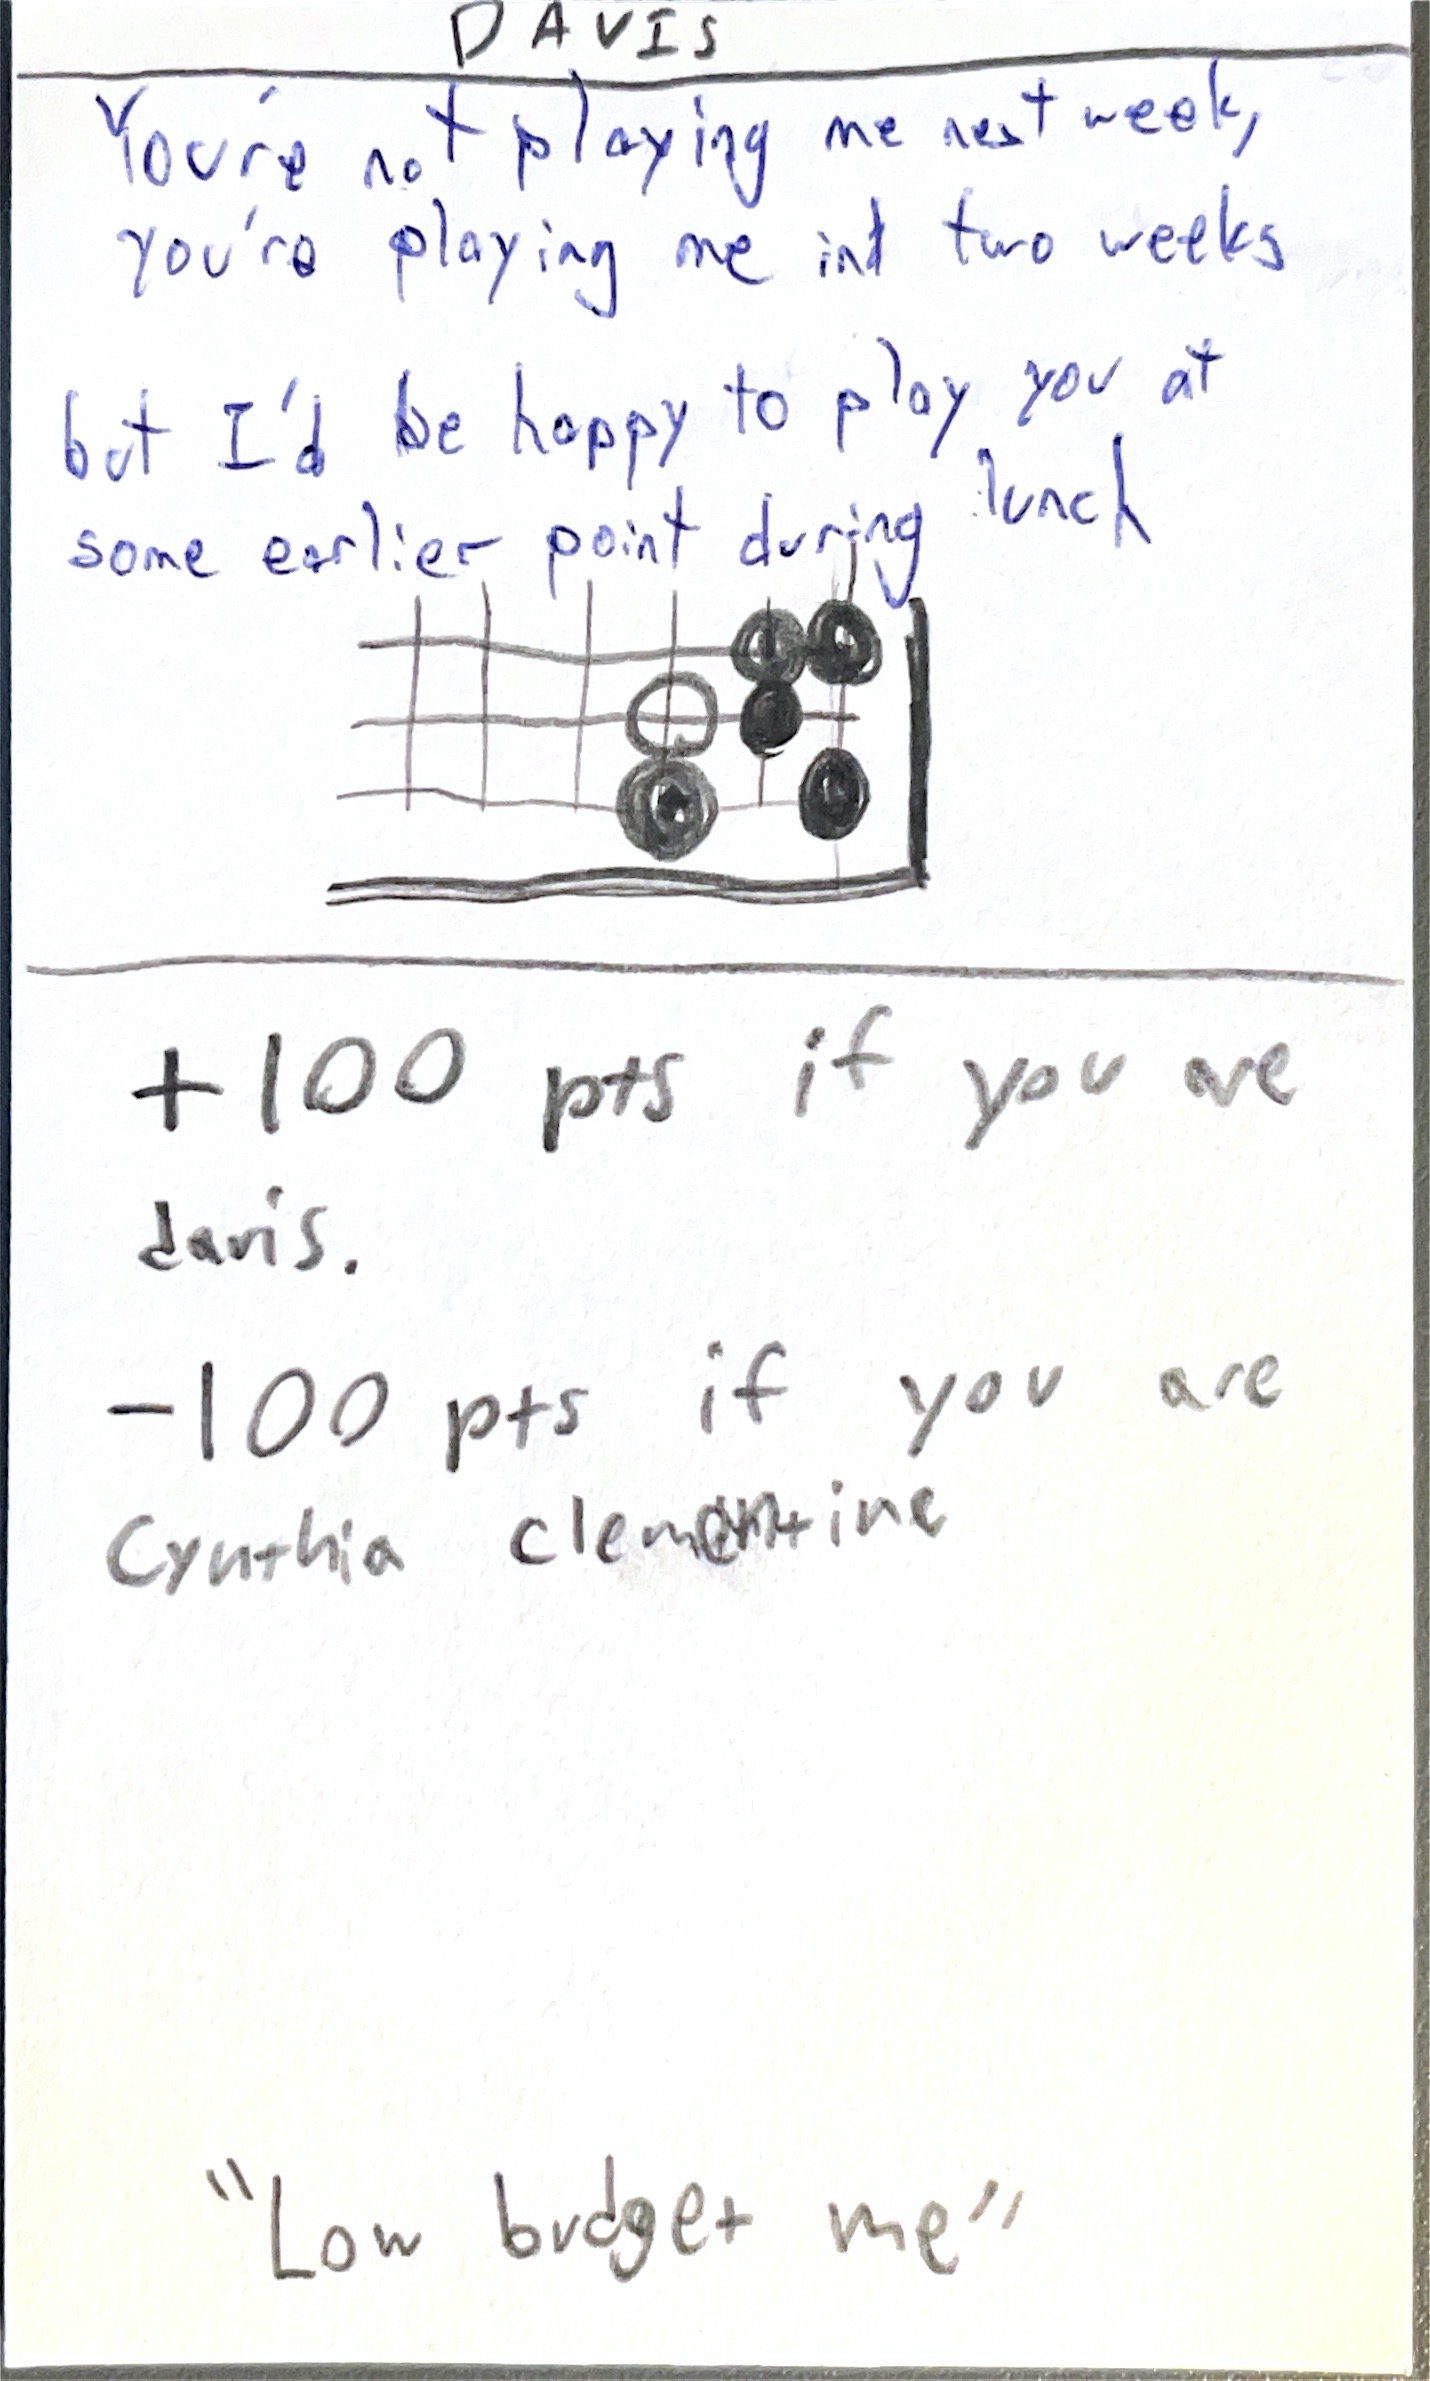 DAVIS
You're not playing me next week,
you're playing me int two weeks
but I'd be happy to play you at
some earlier point during lunch
+100 pts if you are
davis.
-100 pts if you are
Cynthia clementine
"Low budget me"